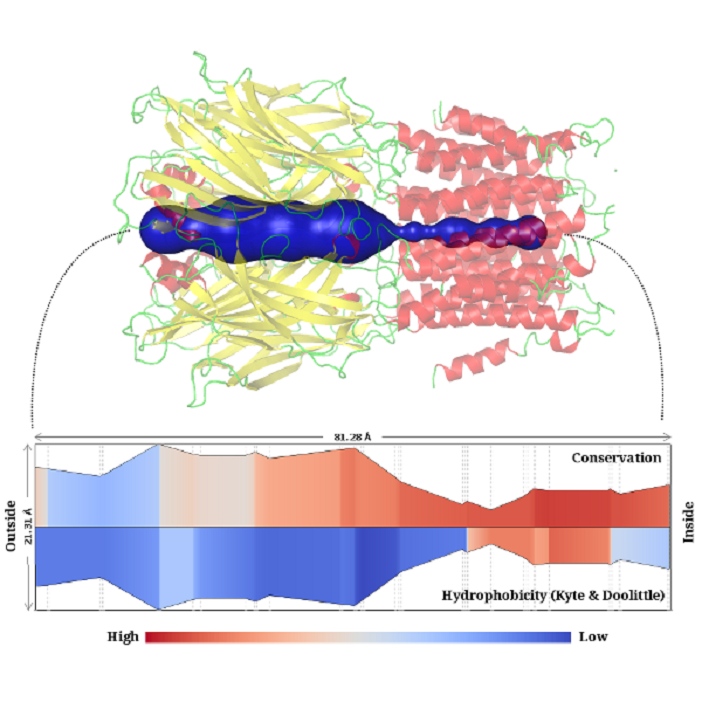 81.28 Å
Conservation
Outside
21.31 Å
Inside
Hydrophobicity (Kyte & Doolittle)
High
Low